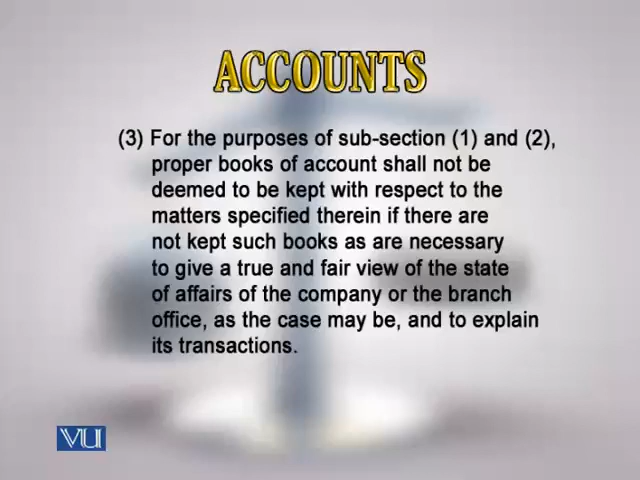 ACCOUNTS
(3) For the purposes of sub-section (1) and (2),
proper books of account shall not be
deemed to be kept with respect to the
matters specified therein if there are
not kept such books as are necessary
to give a true and fair view of the state
of affairs of the company or the branch
office, as the case may be, and to explain
its transactions.
VU